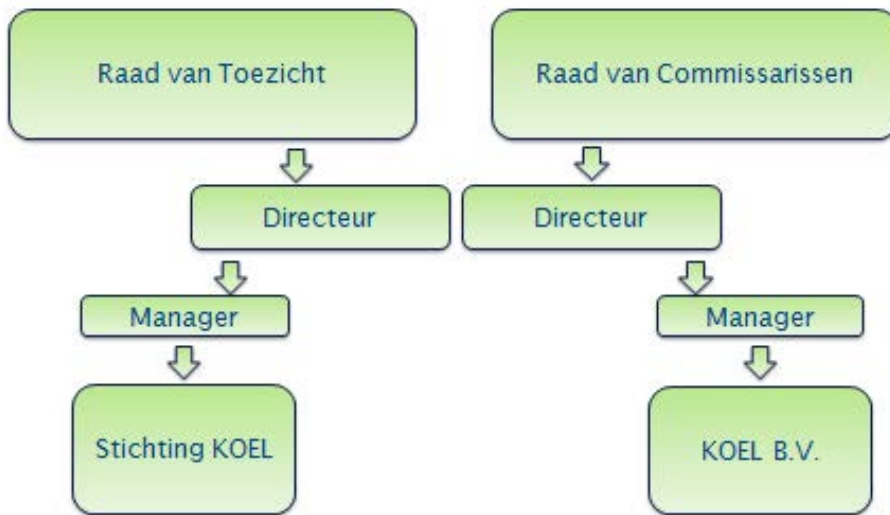 Raad van Toezicht
Raad van Commissarissen
Directeur
Directeur
Manager
Manager
Stichting KOEL
KOEL B.V.